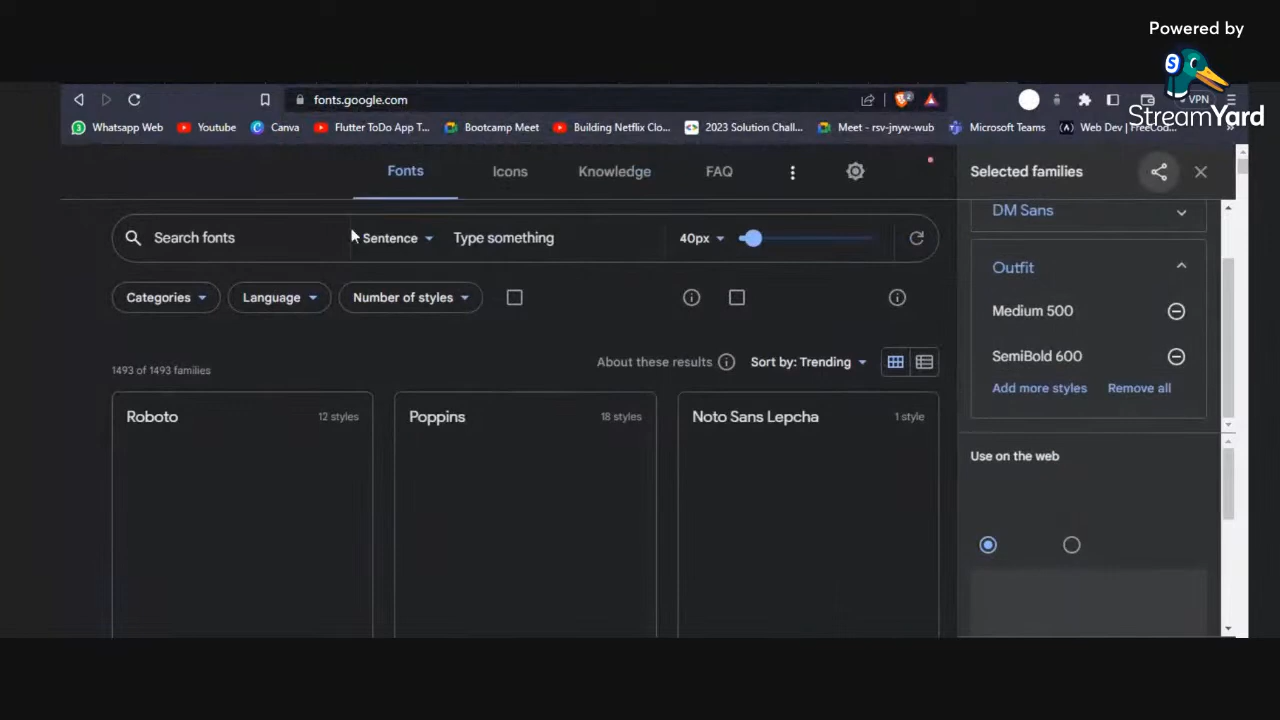 Powered by
StreamYard
fonts.google.com
VPN
Whatsapp Web
Youtube
Canva
Flutter ToDo App T...
Bootcamp Meet
Building Netflix Clo...
2023 Solution Chall...
Meet - rsv-jnyw-wub
Microsoft Teams
Web Dev | FreeCod...
Fonts
Icons
Knowledge
FAQ
Selected families
Search fonts
Sentence
Type something
40px
Categories
Language
Number of styles
About these results
Sort by: Trending
1493 of 1493 families
Roboto
12 styles
Poppins
18 styles
Noto Sans Lepcha
1 style
DM Sans
Outfit
Medium 500
SemiBold 600
Add more styles
Remove all
Use on the web